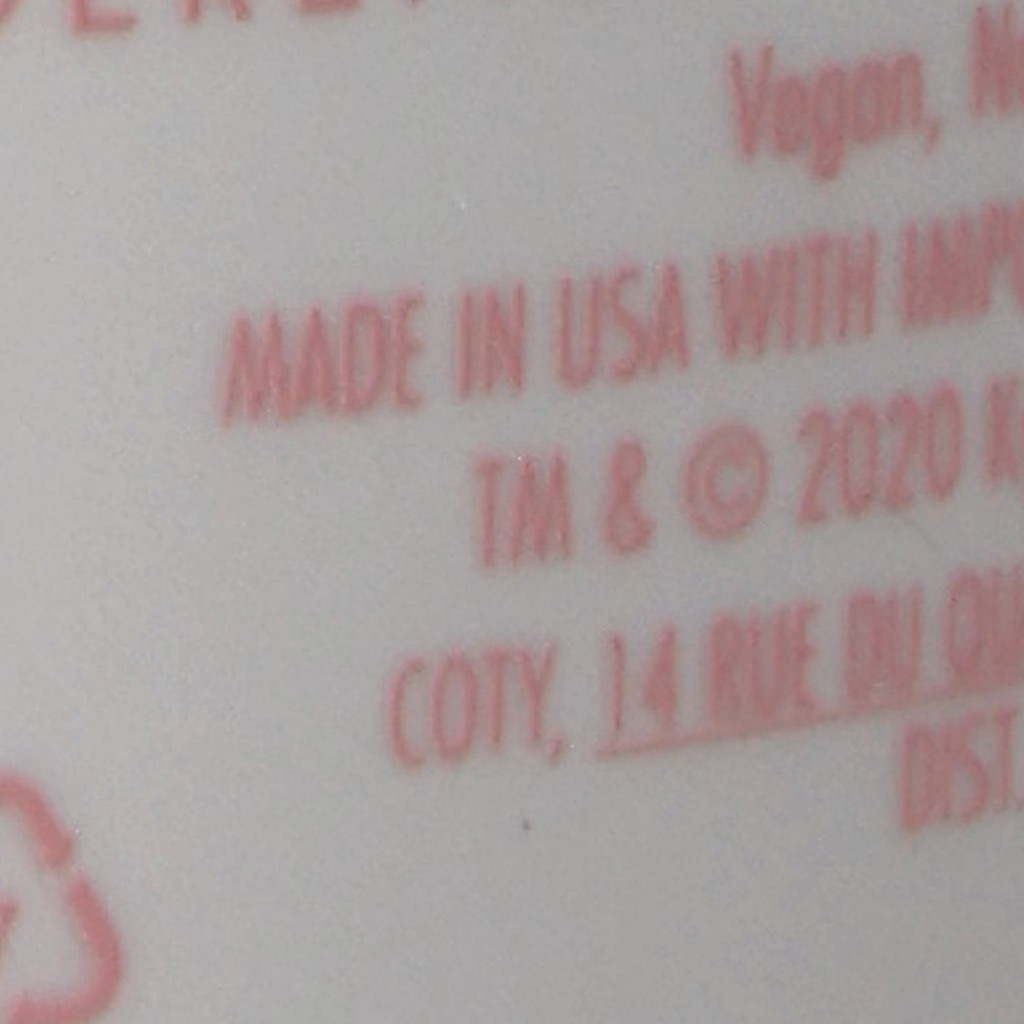 Vegan,
MADE IN USA WITH
TM & © 2020
COTY, 14 RUE DU
DIST.